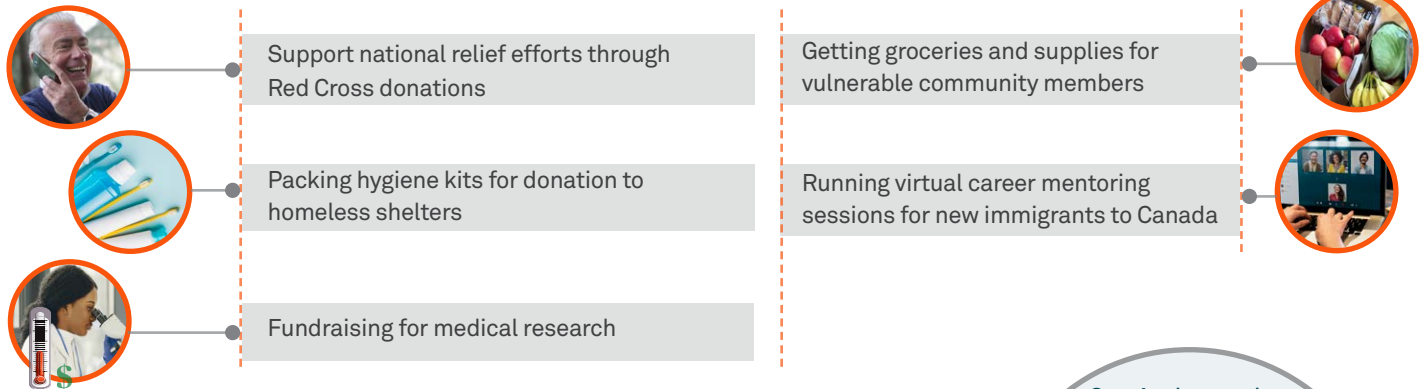 Support national relief efforts through
Red Cross donations
Packing hygiene kits for donation to
homeless shelters
Fundraising for medical research
$
Getting groceries and supplies for
vulnerable community members
Running virtual career mentoring
sessions for new immigrants to Canada